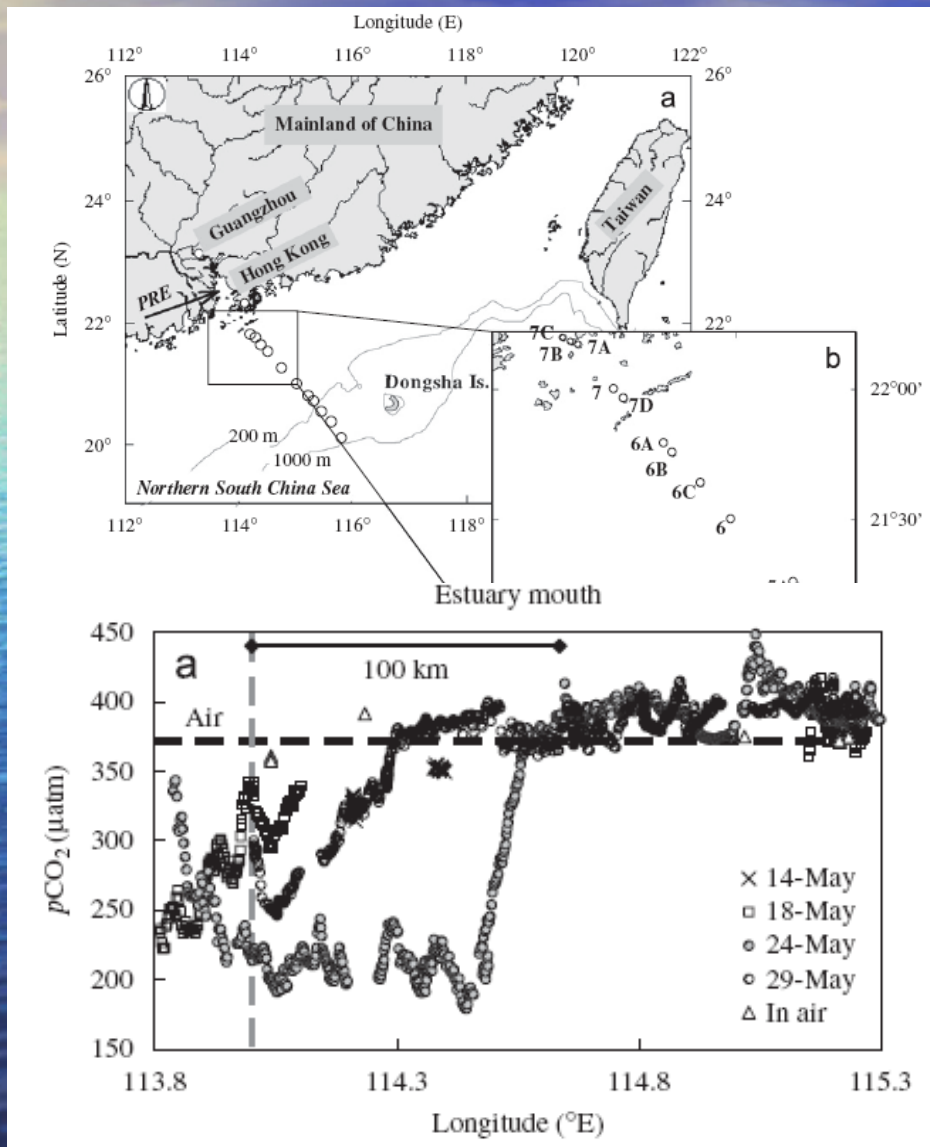 Longitude (E)
112° 114° 116° 118° 120° 122°
26° 26°
a
Mainland of China
24° 24°
Guangzhou
Taiwan
Hong Kong
Latitude (N)
PRE
22° 22°
7C
7A
7B
b
Dongsha Is.
7
7D
22°00'
200 m
6A
20°
1000 m
6B
6C
Northern South China Sea
6
21°30'
112° 114° 116° 118°
Estuary mouth
450
a
100 km
400
Air
350
300
250
200
150
pCO₂ (µatm)
14-May
18-May
24-May
29-May
In air
113.8 114.3 114.8 115.3
Longitude (°E)